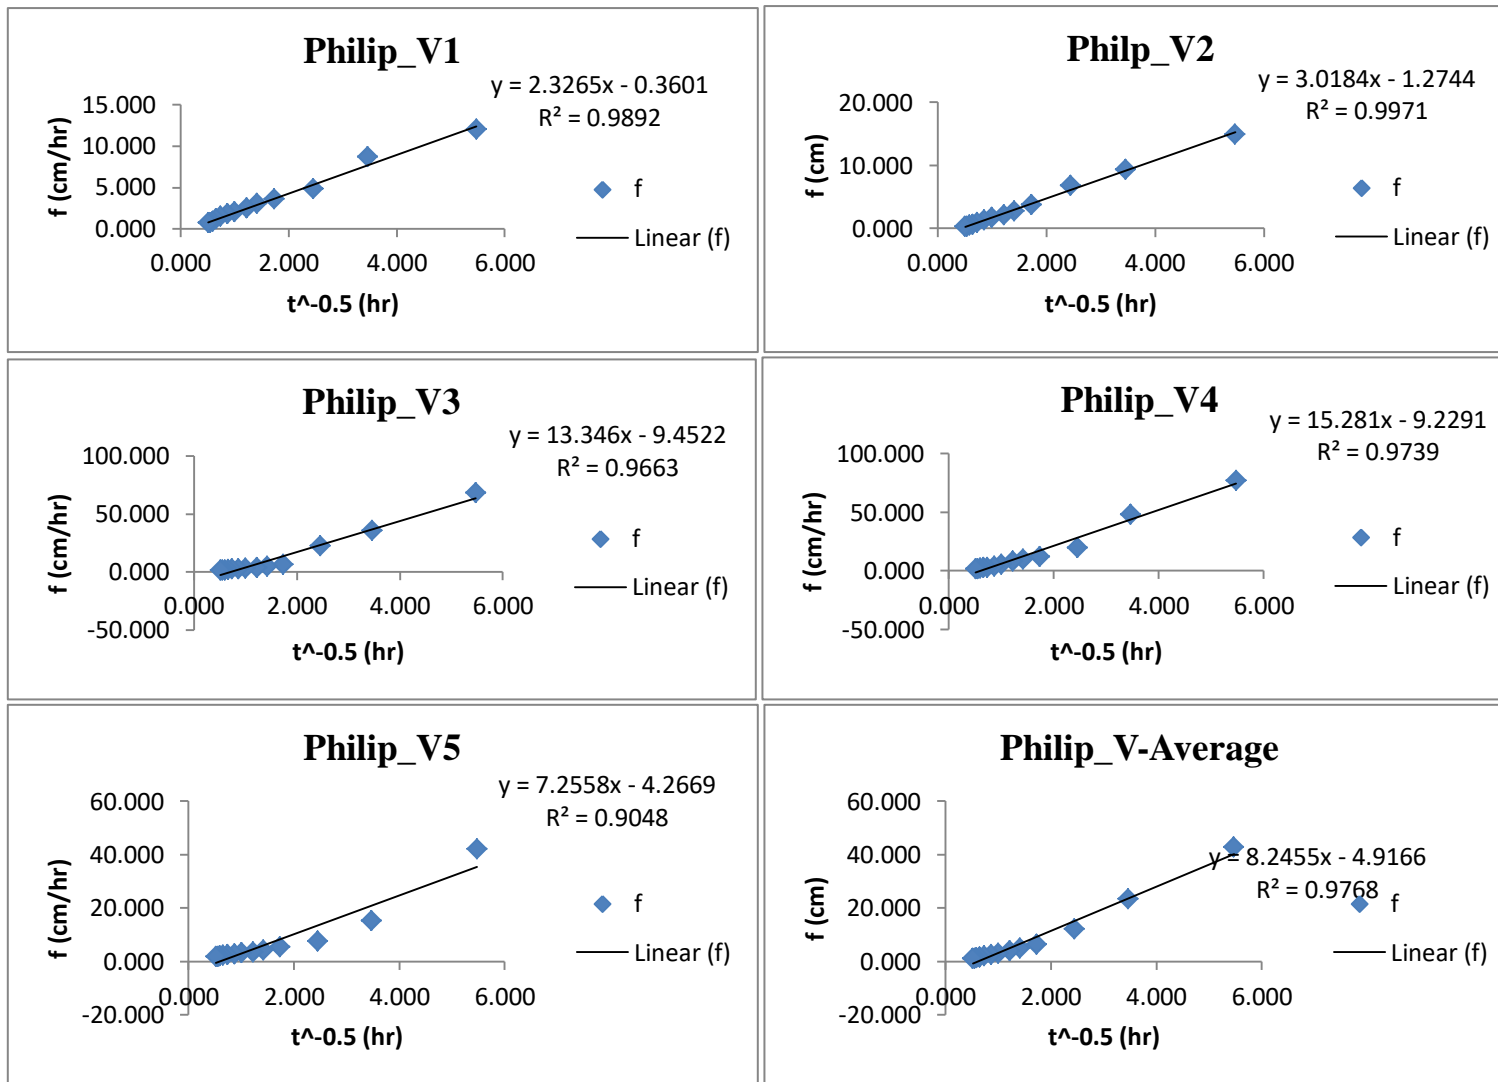 Philip_V1
y = 2.3265x - 0.3601
R² = 0.9892
15.000
10.000
5.000
0.000
f (cm/hr)
0.000 2.000 4.000 6.000
t^-0.5 (hr)
f
Linear (f)
Philp_V2
y = 3.0184x - 1.2744
R² = 0.9971
20.000
10.000
0.000
f (cm)
0.000 2.000 4.000 6.000
t^-0.5 (hr)
f
Linear (f)
Philip_V3
y = 13.346x - 9.4522
R² = 0.9663
100.000
50.000
0.000
-50.000
f (cm/hr)
0.000 2.000 4.000 6.000
t^-0.5 (hr)
f
Linear (f)
Philip_V4
y = 15.281x - 9.2291
R² = 0.9739
100.000
50.000
0.000
-50.000
f (cm/hr)
0.000 2.000 4.000 6.000
t^-0.5 (hr)
f
Linear (f)
Philip_V5
y = 7.2558x - 4.2669
R² = 0.9048
60.000
40.000
20.000
0.000
-20.000
f (cm/hr)
0.000 2.000 4.000 6.000
t^-0.5 (hr)
f
Linear (f)
Philip_V-Average
y = 8.2455x - 4.9166
R² = 0.9768
60.000
40.000
20.000
0.000
-20.000
f (cm)
0.000 2.000 4.000 6.000
t^-0.5 (hr)
f
Linear (f)